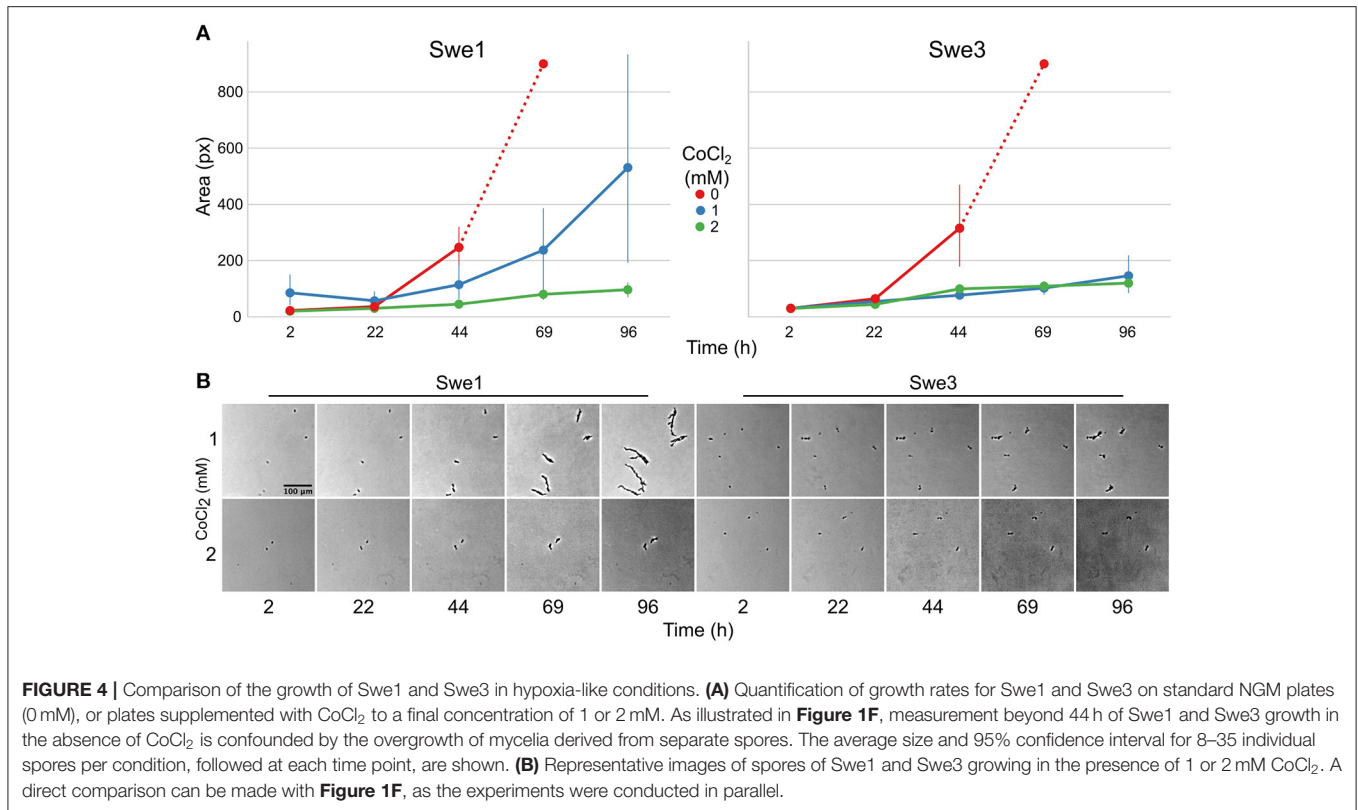 A
Swe1
Swe3
Area (px)
800
600
400
200
0
CoCl2
(mM)
0
1
2
2 22 44 69 96
2 22 44 69 96
Time (h)
B
Swe1
Swe3
CoCl2 (mM)
1
100 µm
2
2 22 44 69 96 2 22 44 69 96
Time (h)
FIGURE 4 | Comparison of the growth of Swe1 and Swe3 in hypoxia-like conditions. (A) Quantification of growth rates for Swe1 and Swe3 on standard NGM plates
(0 mM), or plates supplemented with CoCl2 to a final concentration of 1 or 2 mM. As illustrated in Figure 1F, measurement beyond 44 h of Swe1 and Swe3 growth in
the absence of CoCl2 is confounded by the overgrowth of mycelia derived from separate spores. The average size and 95% confidence interval for 8–35 individual
spores per condition, followed at each time point, are shown. (B) Representative images of spores of Swe1 and Swe3 growing in the presence of 1 or 2 mM CoCl2. A
direct comparison can be made with Figure 1F, as the experiments were conducted in parallel.